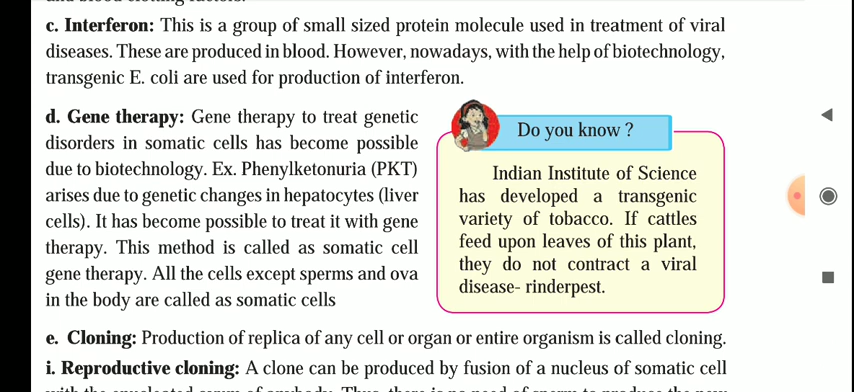 c. Interferon: This is a group of small sized protein molecule used in treatment of viral
diseases. These are produced in blood. However, nowadays, with the help of biotechnology,
transgenic E. coli are used for production of interferon.
d. Gene therapy: Gene therapy to treat genetic
disorders in somatic cells has become possible
due to biotechnology. Ex. Phenylketonuria (PKT)
arises due to genetic changes in hepatocytes (liver
cells). It has become possible to treat it with gene
therapy. This method is called as somatic cell
gene therapy. All the cells except sperms and ova
in the body are called as somatic cells
Do you know ?
Indian Institute of Science
has developed a transgenic
variety of tobacco. If cattles
feed upon leaves of this plant,
they do not contract a viral
disease- rinderpest.
e. Cloning: Production of replica of any cell or organ or entire organism is called cloning.
i. Reproductive cloning: A clone can be produced by fusion of a nucleus of somatic cell